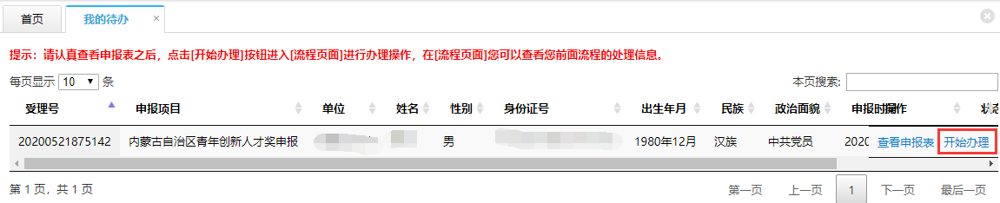 首页 我的待办 ×
提示：请认真查看申报表之后，点击[开始办理]按钮进入[流程页面]进行办理操作，在[流程页面]您可以查看您前面流程的处理信息。
每页显示 10 条 本页搜索:
受理号 申报项目 单位 姓名 性别 身份证号 出生年月 民族 政治面貌 申报时 操作 状态
20200521875142 内蒙古自治区青年创新人才奖申报 男 1980年12月 汉族 中共党员 2020 查看申报表 开始办理
第 1 页，共 1 页 第一页 上一页 1 下一页 最后一页